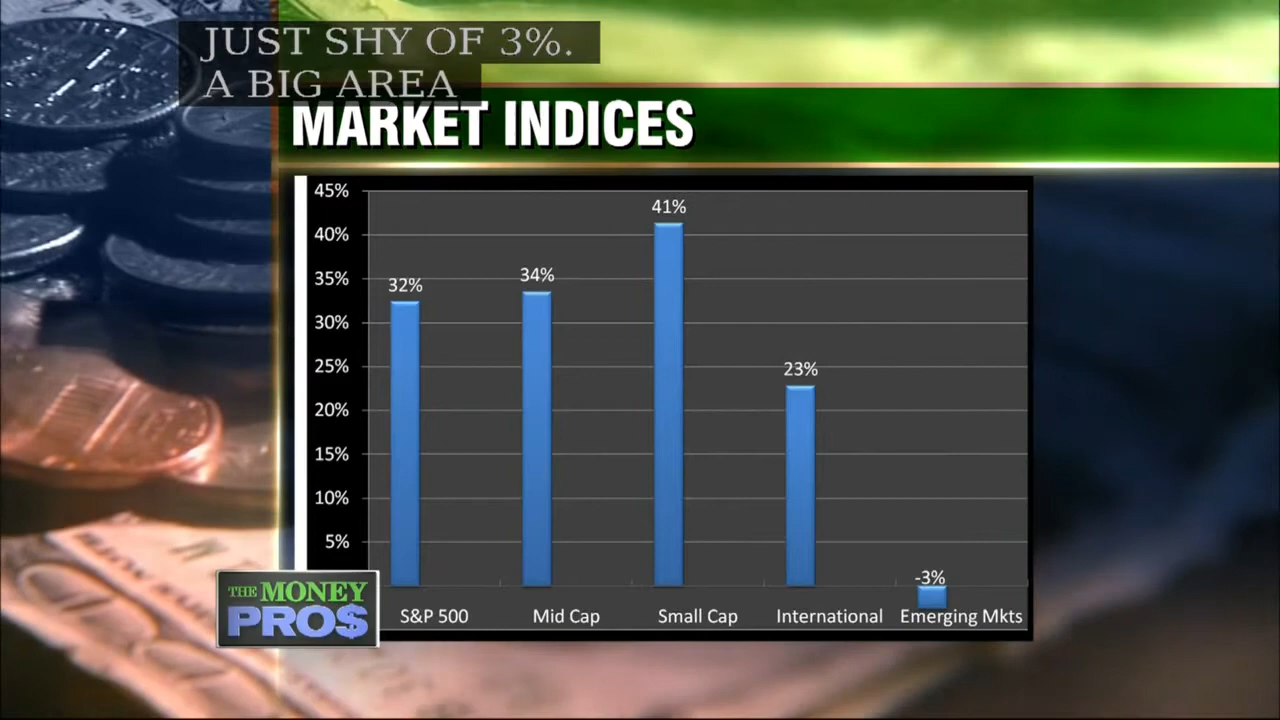 JUST SHY OF 3%.
A BIG AREA
MARKET INDICES
45%
40%
35%
30%
25%
20%
15%
10%
5%
32%
34%
41%
23%
-3%
S&P 500
Mid Cap
Small Cap
International
Emerging Mkts
THE MONEY
PRO$